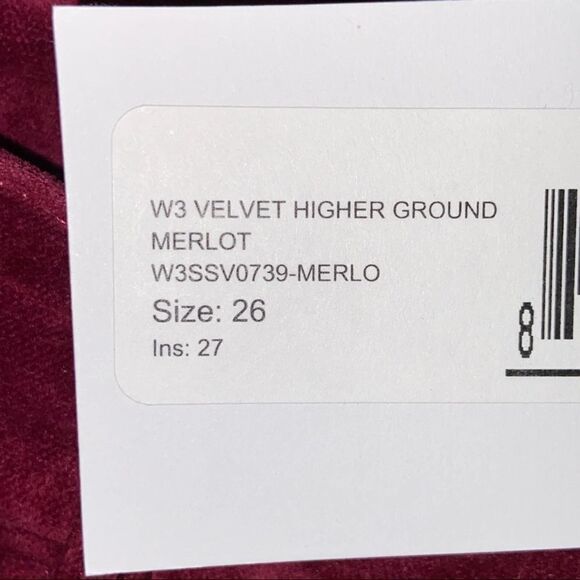 W3 VELVET HIGHER GROUND
MERLOT
W3SSV0739-MERLO
Size: 26
Ins: 27
8